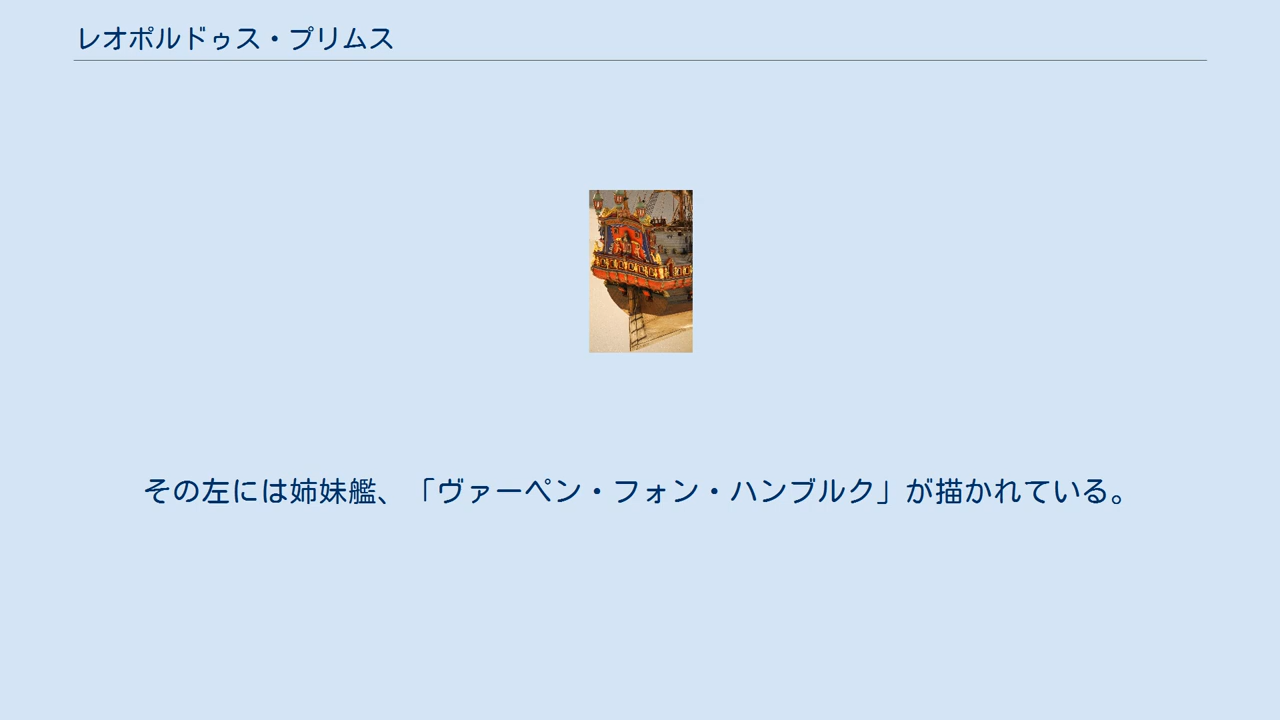 レオポルドゥス・プリムス
その左には姉妹艦、「ヴァーペン・フォン・ハンブルク」が描かれている。